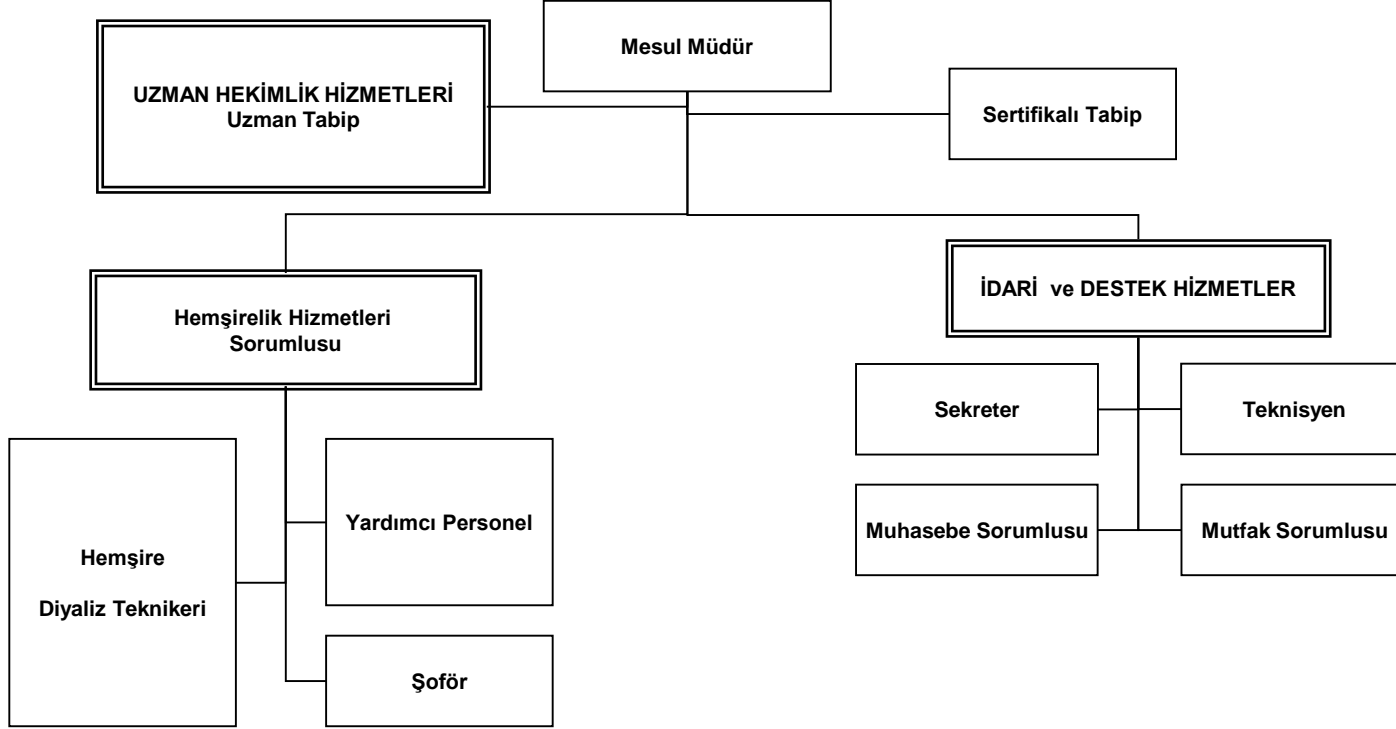 Mesul Müdür
UZMAN HEKİMLİK HİZMETLERİ
Uzman Tabip
Sertifikalı Tabip
Hemşirelik Hizmetleri
Sorumlusu
İDARİ ve DESTEK HİZMETLER
Sekreter
Teknisyen
Hemşire
Diyaliz Teknikeri
Yardımcı Personel
Muhasebe Sorumlusu
Mutfak Sorumlusu
Şoför